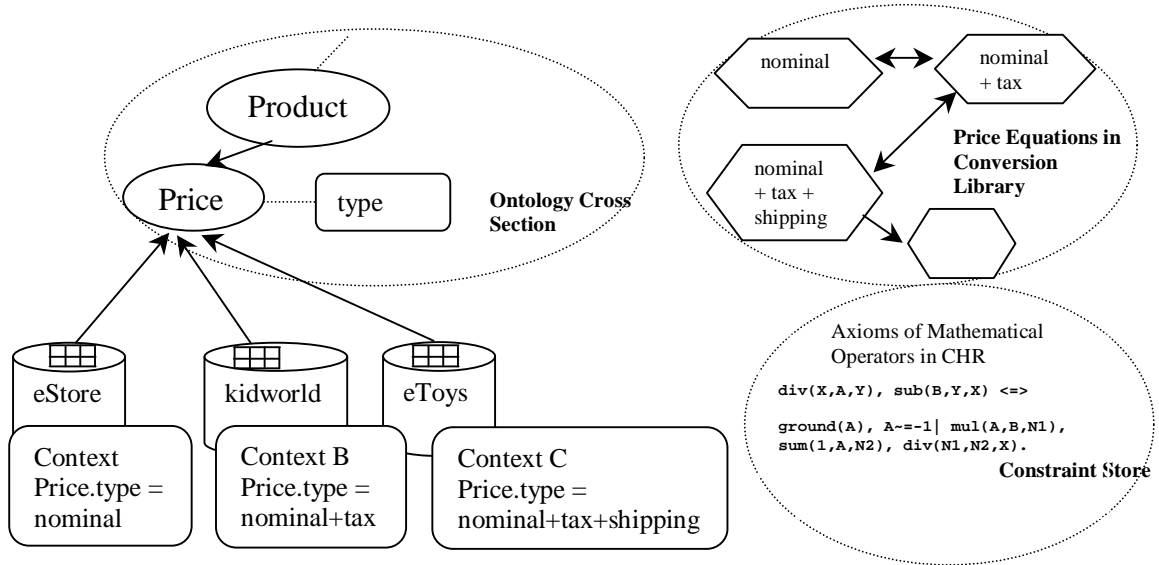 Product
Price
type
Ontology Cross
Section
eStore
kidworld
eToys
Context
Price.type =
nominal
Context B
Price.type =
nominal+tax
Context C
Price.type =
nominal+tax+shipping
nominal
nominal
+ tax
nominal
+ tax +
shipping
Price Equations in
Conversion
Library
Axioms of Mathematical
Operators in CHR
div(X,A,Y), sub(B,Y,X) <=>
ground(A), A~=-1| mul(A,B,N1),
sum(1,A,N2), div(N1,N2,X).
Constraint Store